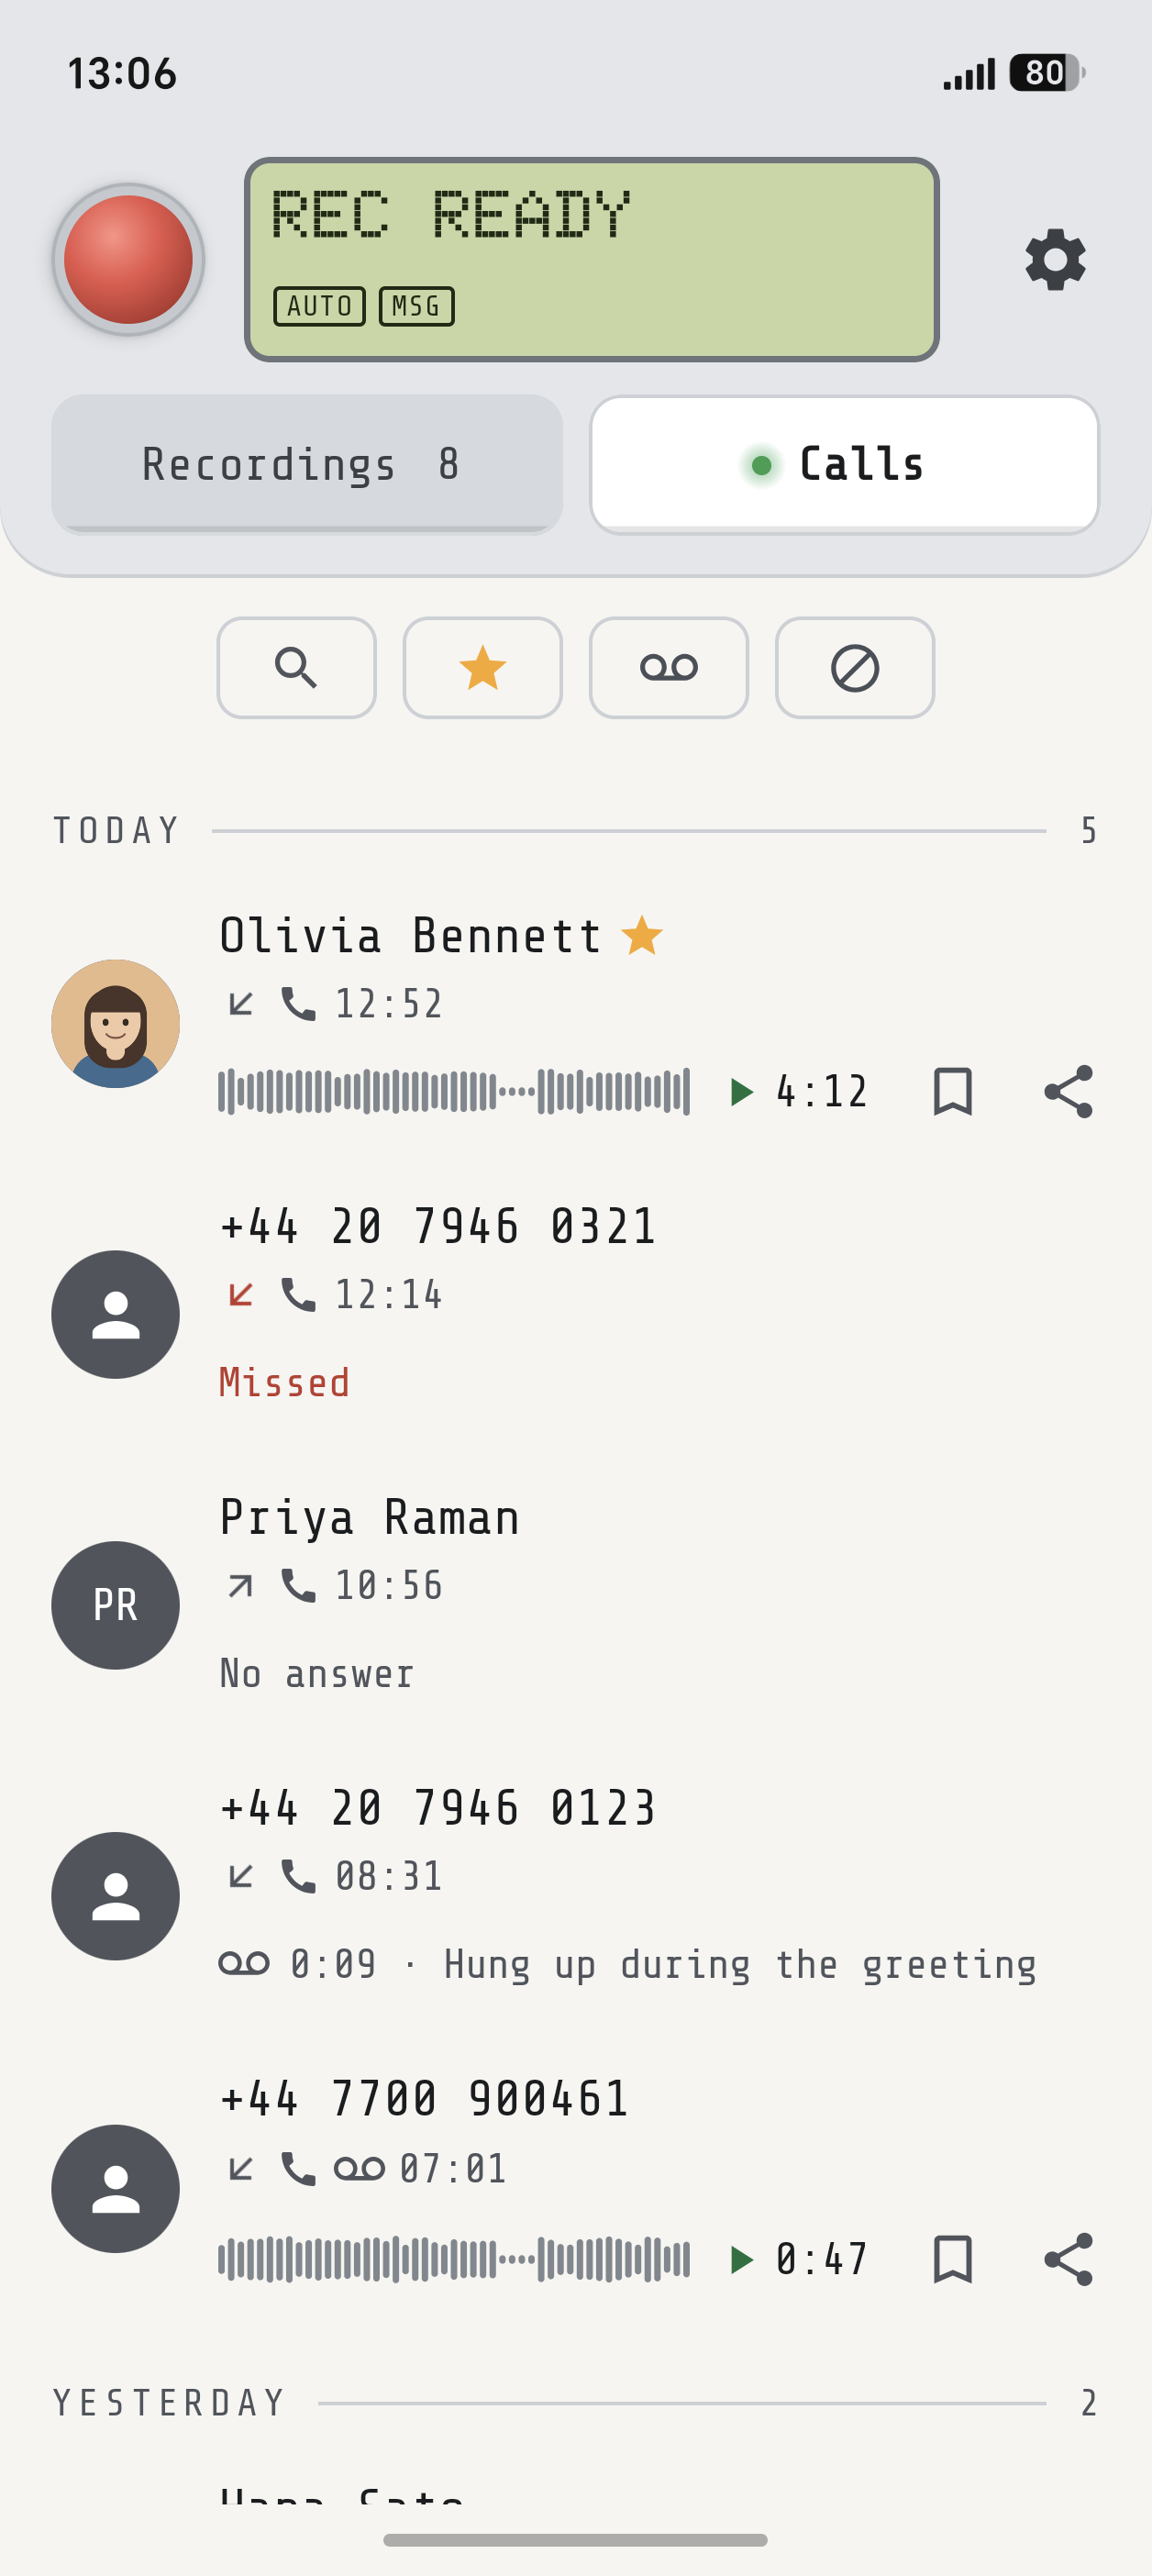 13:06
80
REC READY
AUTO MSG
Recordings 8
Calls
TODAY 5
Olivia Bennett
12:52
4:12
+44 20 7946 0321
12:14
Missed
Priya Raman
PR
10:56
No answer
+44 20 7946 0123
08:31
0:09 · Hung up during the greeting
+44 7700 900461
07:01
0:47
YESTERDAY 2